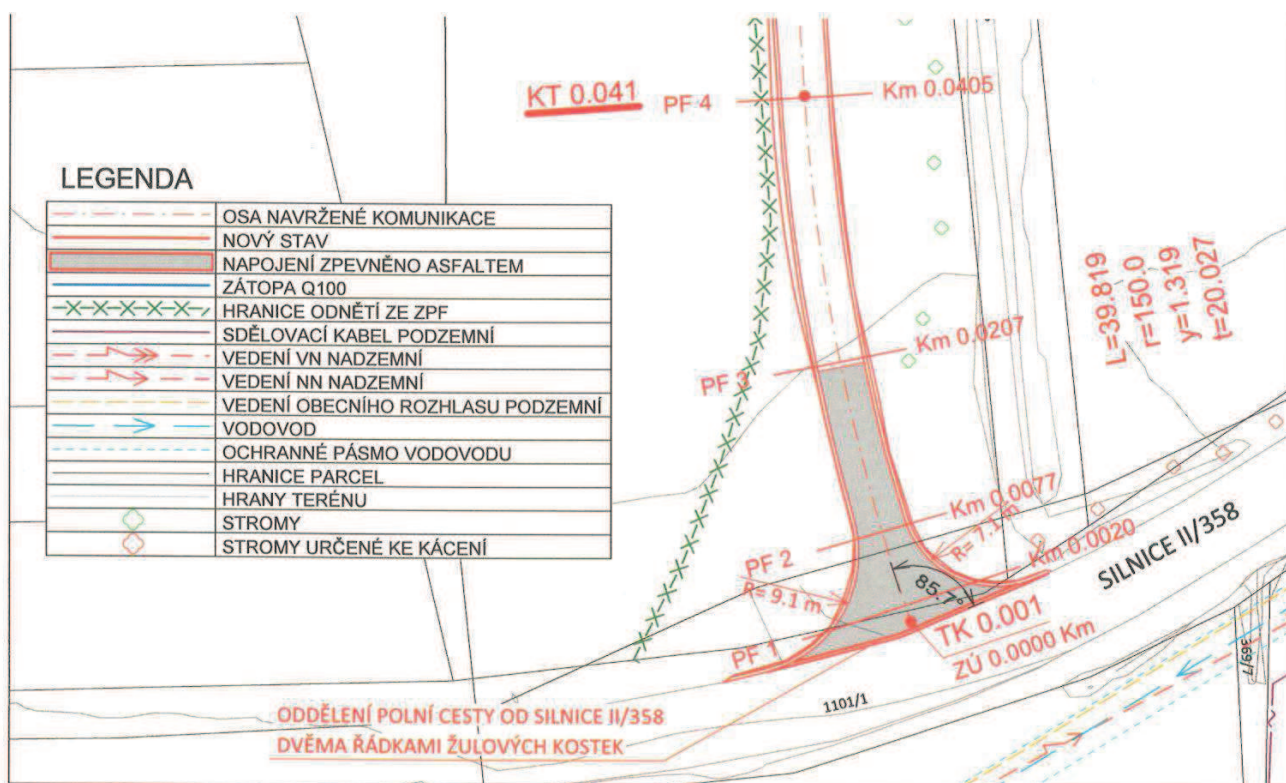 KT 0.041
PF 4
Km 0.0405
LEGENDA
OSA NAVRŽENÉ KOMUNIKACE
NOVÝ STAV
NAPOJENÍ ZPEVNĚNO ASFALTEM
ZÁTOPA Q100
HRANICE ODNĚTÍ ZE ZPF
SDĚLOVACÍ KABEL PODZEMNÍ
VEDENÍ VN NADZEMNÍ
VEDENÍ NN NADZEMNÍ
VEDENÍ OBECNÍHO ROZHLASU PODZEMNÍ
VODOVOD
OCHRANNÉ PÁSMO VODOVODU
HRANICE PARCEL
HRANY TERÉNU
STROMY
STROMY URČENÉ KE KÁCENÍ
L=39.819
r=150.0
y=1.319
t=20.027
PF 3
Km 0.0207
PF 2
Km 0.0077
R= 7.1 m
R= 9.1 m
85.7°
PF 1
Km 0.0020
TK 0.001
ZÚ 0.0000 Km
SILNICE II/358
1101/1
369/7
ODDĚLENÍ POLNÍ CESTY OD SILNICE II/358
DVĚMA ŘÁDKAMI ŽULOVÝCH KOSTEK